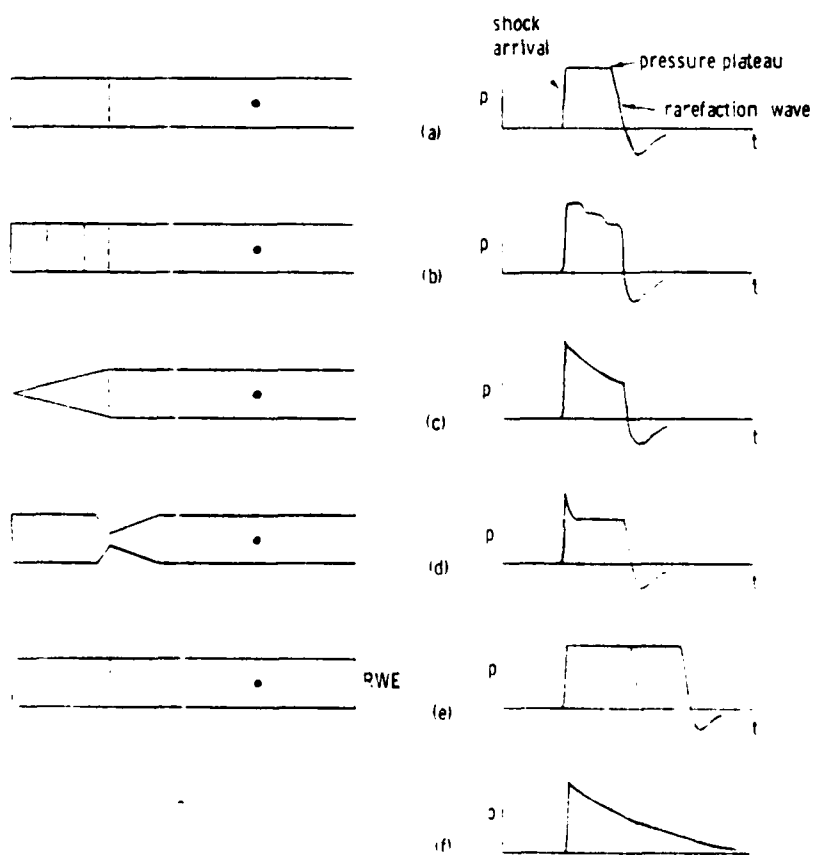 shock
arrival
pressure plateau
p
rarefaction wave
(a)
t
p
(b)
t
p
(c)
t
p
(d)
t
RWE
p
(e)
t
p
(f)